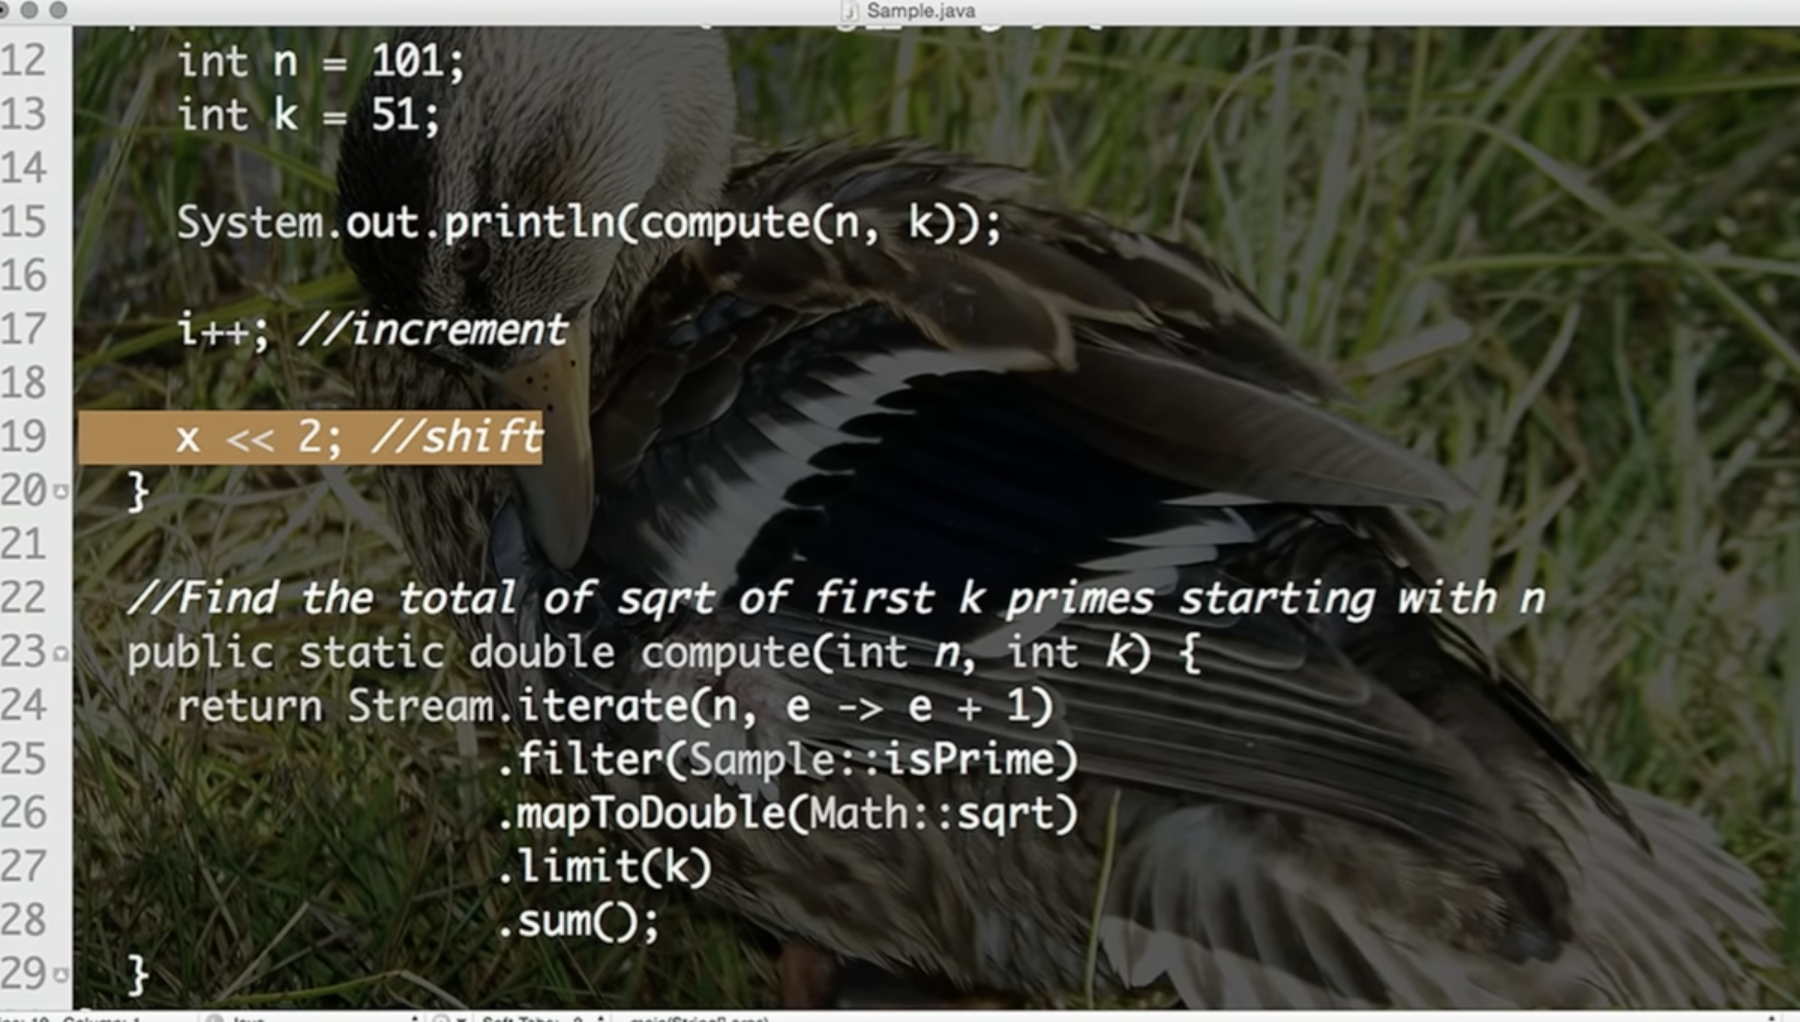 Sample.java
12 int n = 101;
13 int k = 51;
14
15 System.out.println(compute(n, k));
16
17 i++; //increment
18
19 x << 2; //shift
20 }
21
22 //Find the total of sqrt of first k primes starting with n
23 public static double compute(int n, int k) {
24 return Stream.iterate(n, e -> e + 1)
25 .filter(Sample::isPrime)
26 .mapToDouble(Math::sqrt)
27 .limit(k)
28 .sum();
29 }